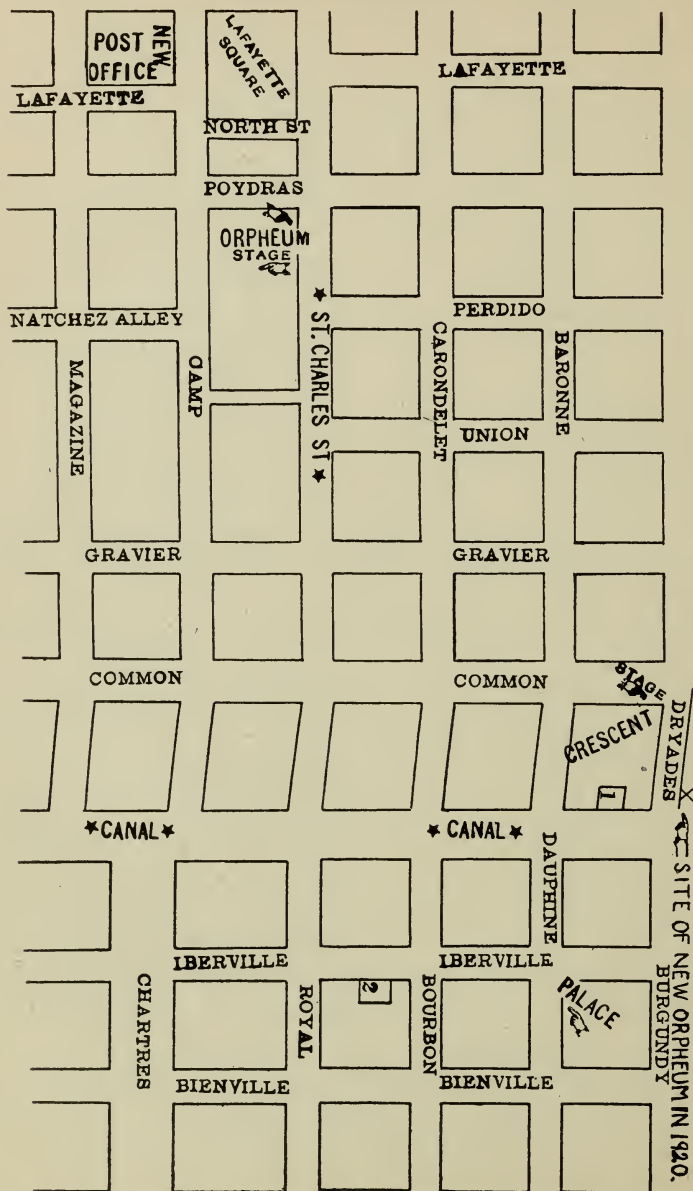 NEW
POST
OFFICE
LAFAYETTE
SQUARE
LAFAYETTE
LAFAYETTE
NORTH ST
POYDRAS
ORPHEUM
STAGE
★ ST. CHARLES ST ★
NATCHEZ ALLEY
PERDIDO
MAGAZINE
CAMP
CARONDELET
BARONNE
UNION
GRAVIER
GRAVIER
COMMON
COMMON
STAGE
CRESCENT
1
DRYADES
X
SITE OF NEW ORPHEUM IN 1920.
★CANAL★
★CANAL★
DAUPHINE
IBERVILLE
IBERVILLE
CHARTRES
ROYAL
2
BOURBON
PALACE
BURGUNDY
BIENVILLE
BIENVILLE